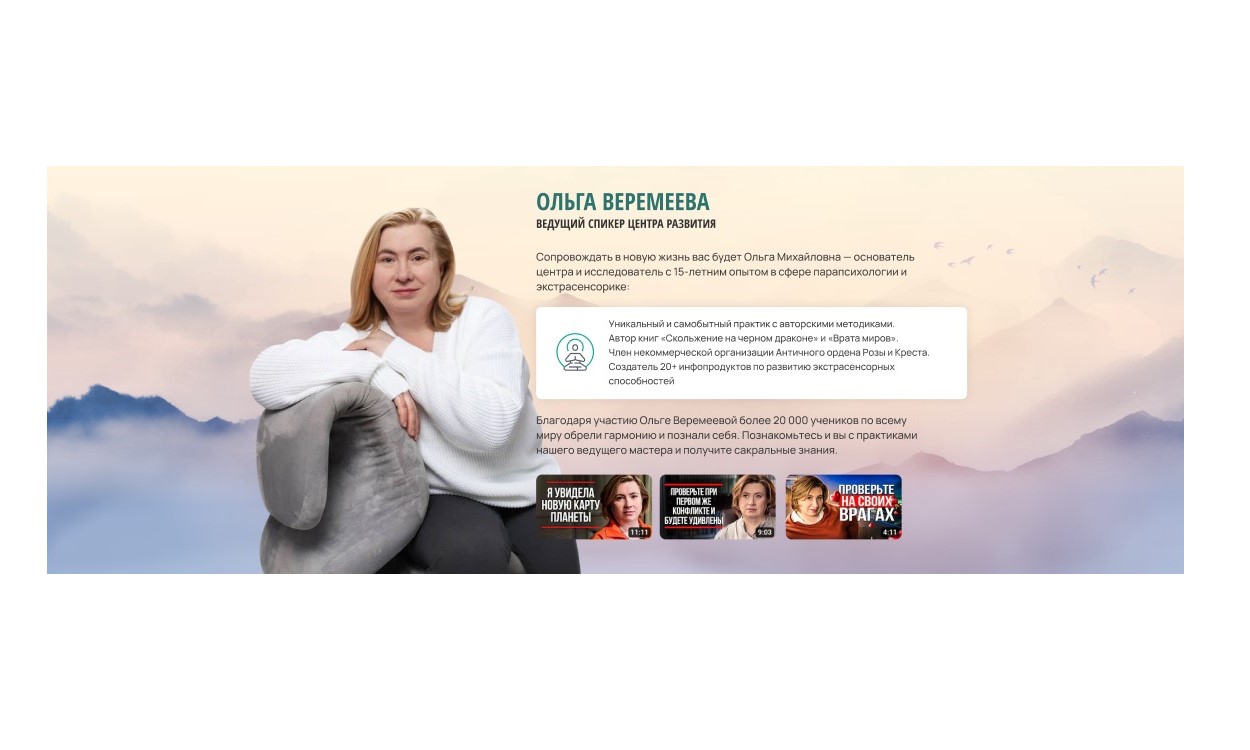 ОЛЬГА ВЕРЕМЕЕВА
ВЕДУЩИЙ СПИКЕР ЦЕНТРА РАЗВИТИЯ
Сопровождать в новую жизнь вас будет Ольга Михайловна — основатель
центра и исследователь с 15-летним опытом в сфере парапсихологии и
экстрасенсорике:
Уникальный и самобытный практик с авторскими методиками.
Автор книг «Скольжение на черном драконе» и «Врата миров».
Член некоммерческой организации Античного ордена Розы и Креста.
Создатель 20+ инфопродуктов по развитию экстрасенсорных
способностей
Благодаря участию Ольге Веремеевой более 20 000 учеников по всему
миру обрели гармонию и познали себя. Познакомьтесь и вы с практиками
нашего ведущего мастера и получите сакральные знания.
Я УВИДЕЛА
НОВУЮ КАРТУ
ПЛАНЕТЫ
11:11
ПРОВЕРЬТЕ ПРИ
ПЕРВОМ ЖЕ
КОНФЛИКТЕ И
БУДЕТЕ УДИВЛЕНЫ
9:03
ПРОВЕРЬТЕ
НА СВОИХ
ВРАГАХ
4:11